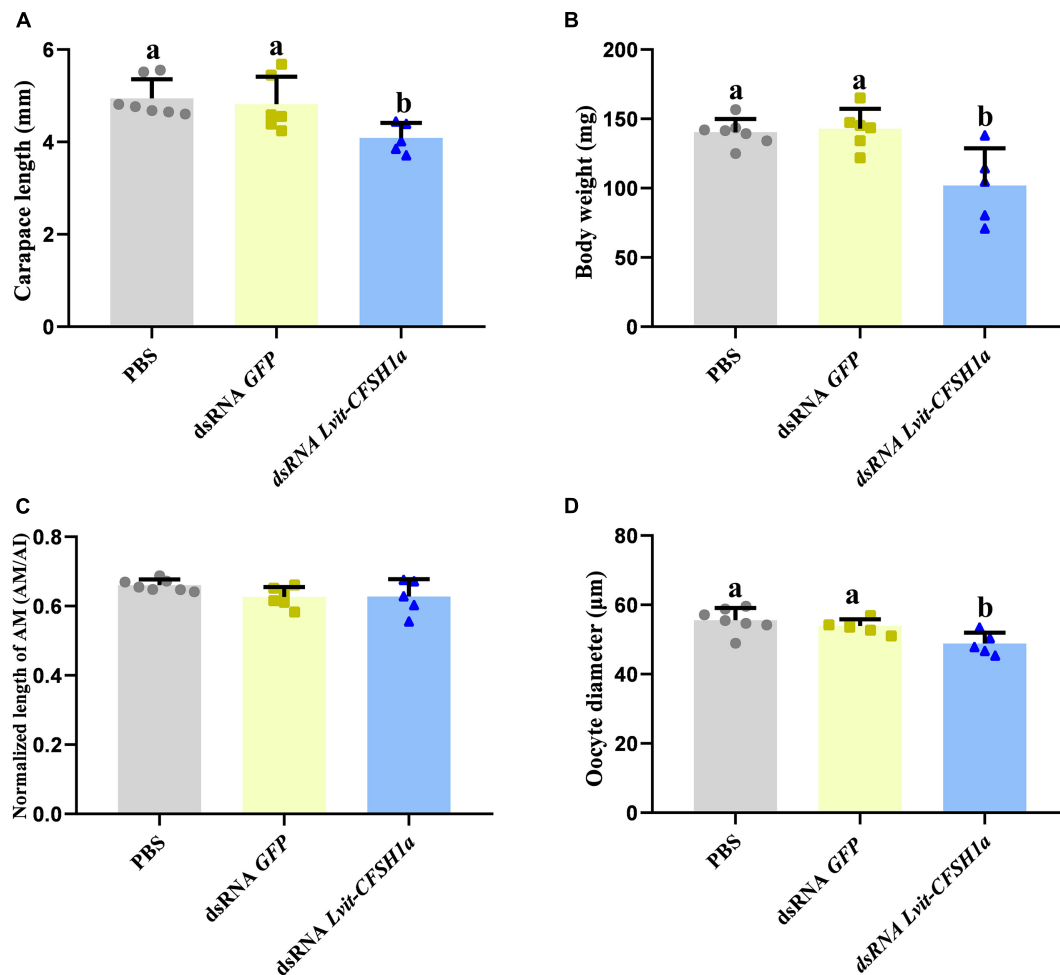 A
Carapace length (mm)
6
4
2
0
a
a
b
PBS
dsRNA GFP
dsRNA Lvit-CFSH1a
B
Body weight (mg)
200
150
100
50
0
a
a
b
PBS
dsRNA GFP
dsRNA Lvit-CFSH1a
C
Normalized length of AM (AM/AI)
0.8
0.6
0.4
0.2
0.0
PBS
dsRNA GFP
dsRNA Lvit-CFSH1a
D
Oocyte diameter (μm)
80
60
40
20
0
a
a
b
PBS
dsRNA GFP
dsRNA Lvit-CFSH1a